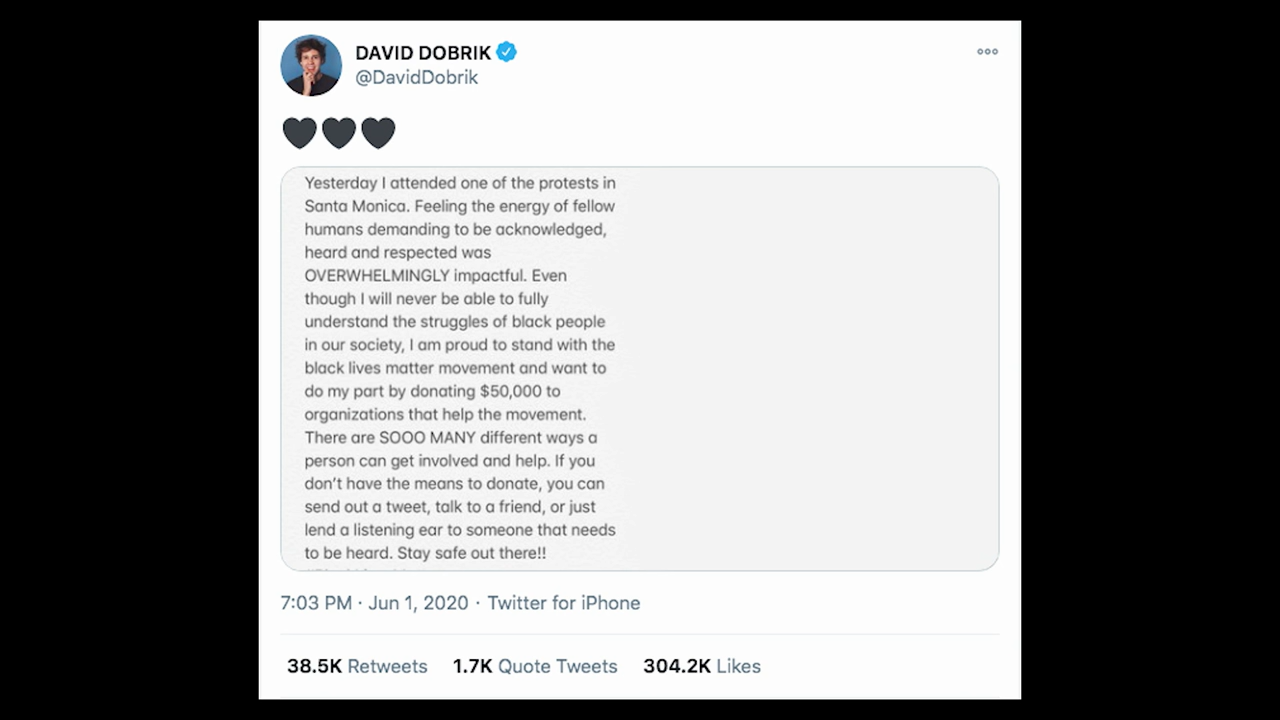 DAVID DOBRIK
@DavidDobrik
🖤🖤🖤
Yesterday I attended one of the protests in
Santa Monica. Feeling the energy of fellow
humans demanding to be acknowledged,
heard and respected was
OVERWHELMINGLY impactful. Even
though I will never be able to fully
understand the struggles of black people
in our society, I am proud to stand with the
black lives matter movement and want to
do my part by donating $50,000 to
organizations that help the movement.
There are SOOO MANY different ways a
person can get involved and help. If you
don't have the means to donate, you can
send out a tweet, talk to a friend, or just
lend a listening ear to someone that needs
to be heard. Stay safe out there!!
7:03 PM · Jun 1, 2020 · Twitter for iPhone
38.5K Retweets 1.7K Quote Tweets 304.2K Likes